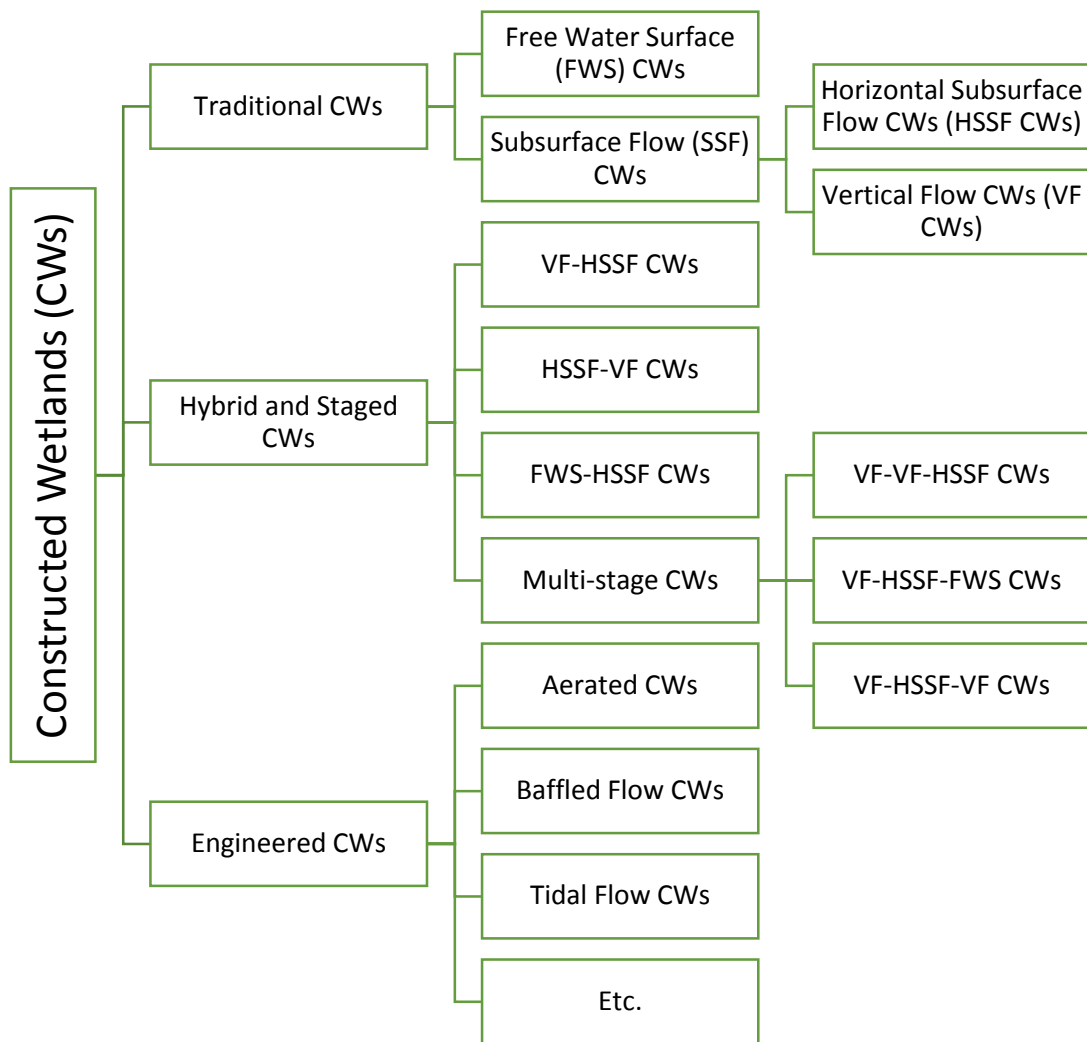 Constructed Wetlands (CWs)
Traditional CWs
Free Water Surface
(FWS) CWs
Subsurface Flow (SSF)
CWs
Horizontal Subsurface
Flow CWs (HSSF CWs)
Vertical Flow CWs (VF
CWs)
Hybrid and Staged
CWs
VF-HSSF CWs
HSSF-VF CWs
FWS-HSSF CWs
Multi-stage CWs
VF-VF-HSSF CWs
VF-HSSF-FWS CWs
VF-HSSF-VF CWs
Engineered CWs
Aerated CWs
Baffled Flow CWs
Tidal Flow CWs
Etc.